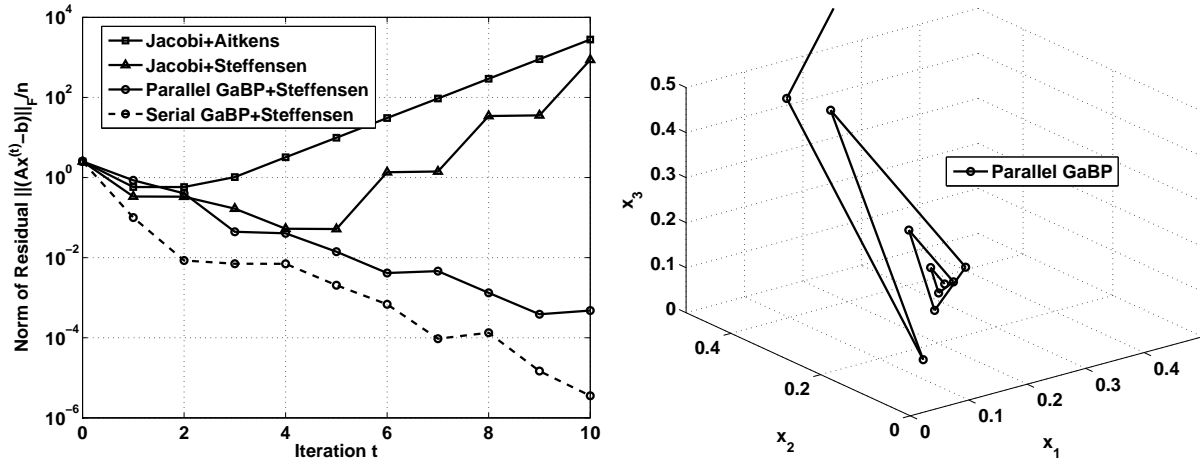 10^4
10^2
10^0
10^-2
10^-4
10^-6
Norm of Residual ||(Ax^(t)−b)||_F/n
Jacobi+Aitkens
Jacobi+Steffensen
Parallel GaBP+Steffensen
Serial GaBP+Steffensen
0
2
4
6
8
10
Iteration t
0.5
0.4
0.3
0.2
0.1
0
x_3
Parallel GaBP
0.4
0.2
0
x_2
0
0.1
0.2
0.3
0.4
x_1